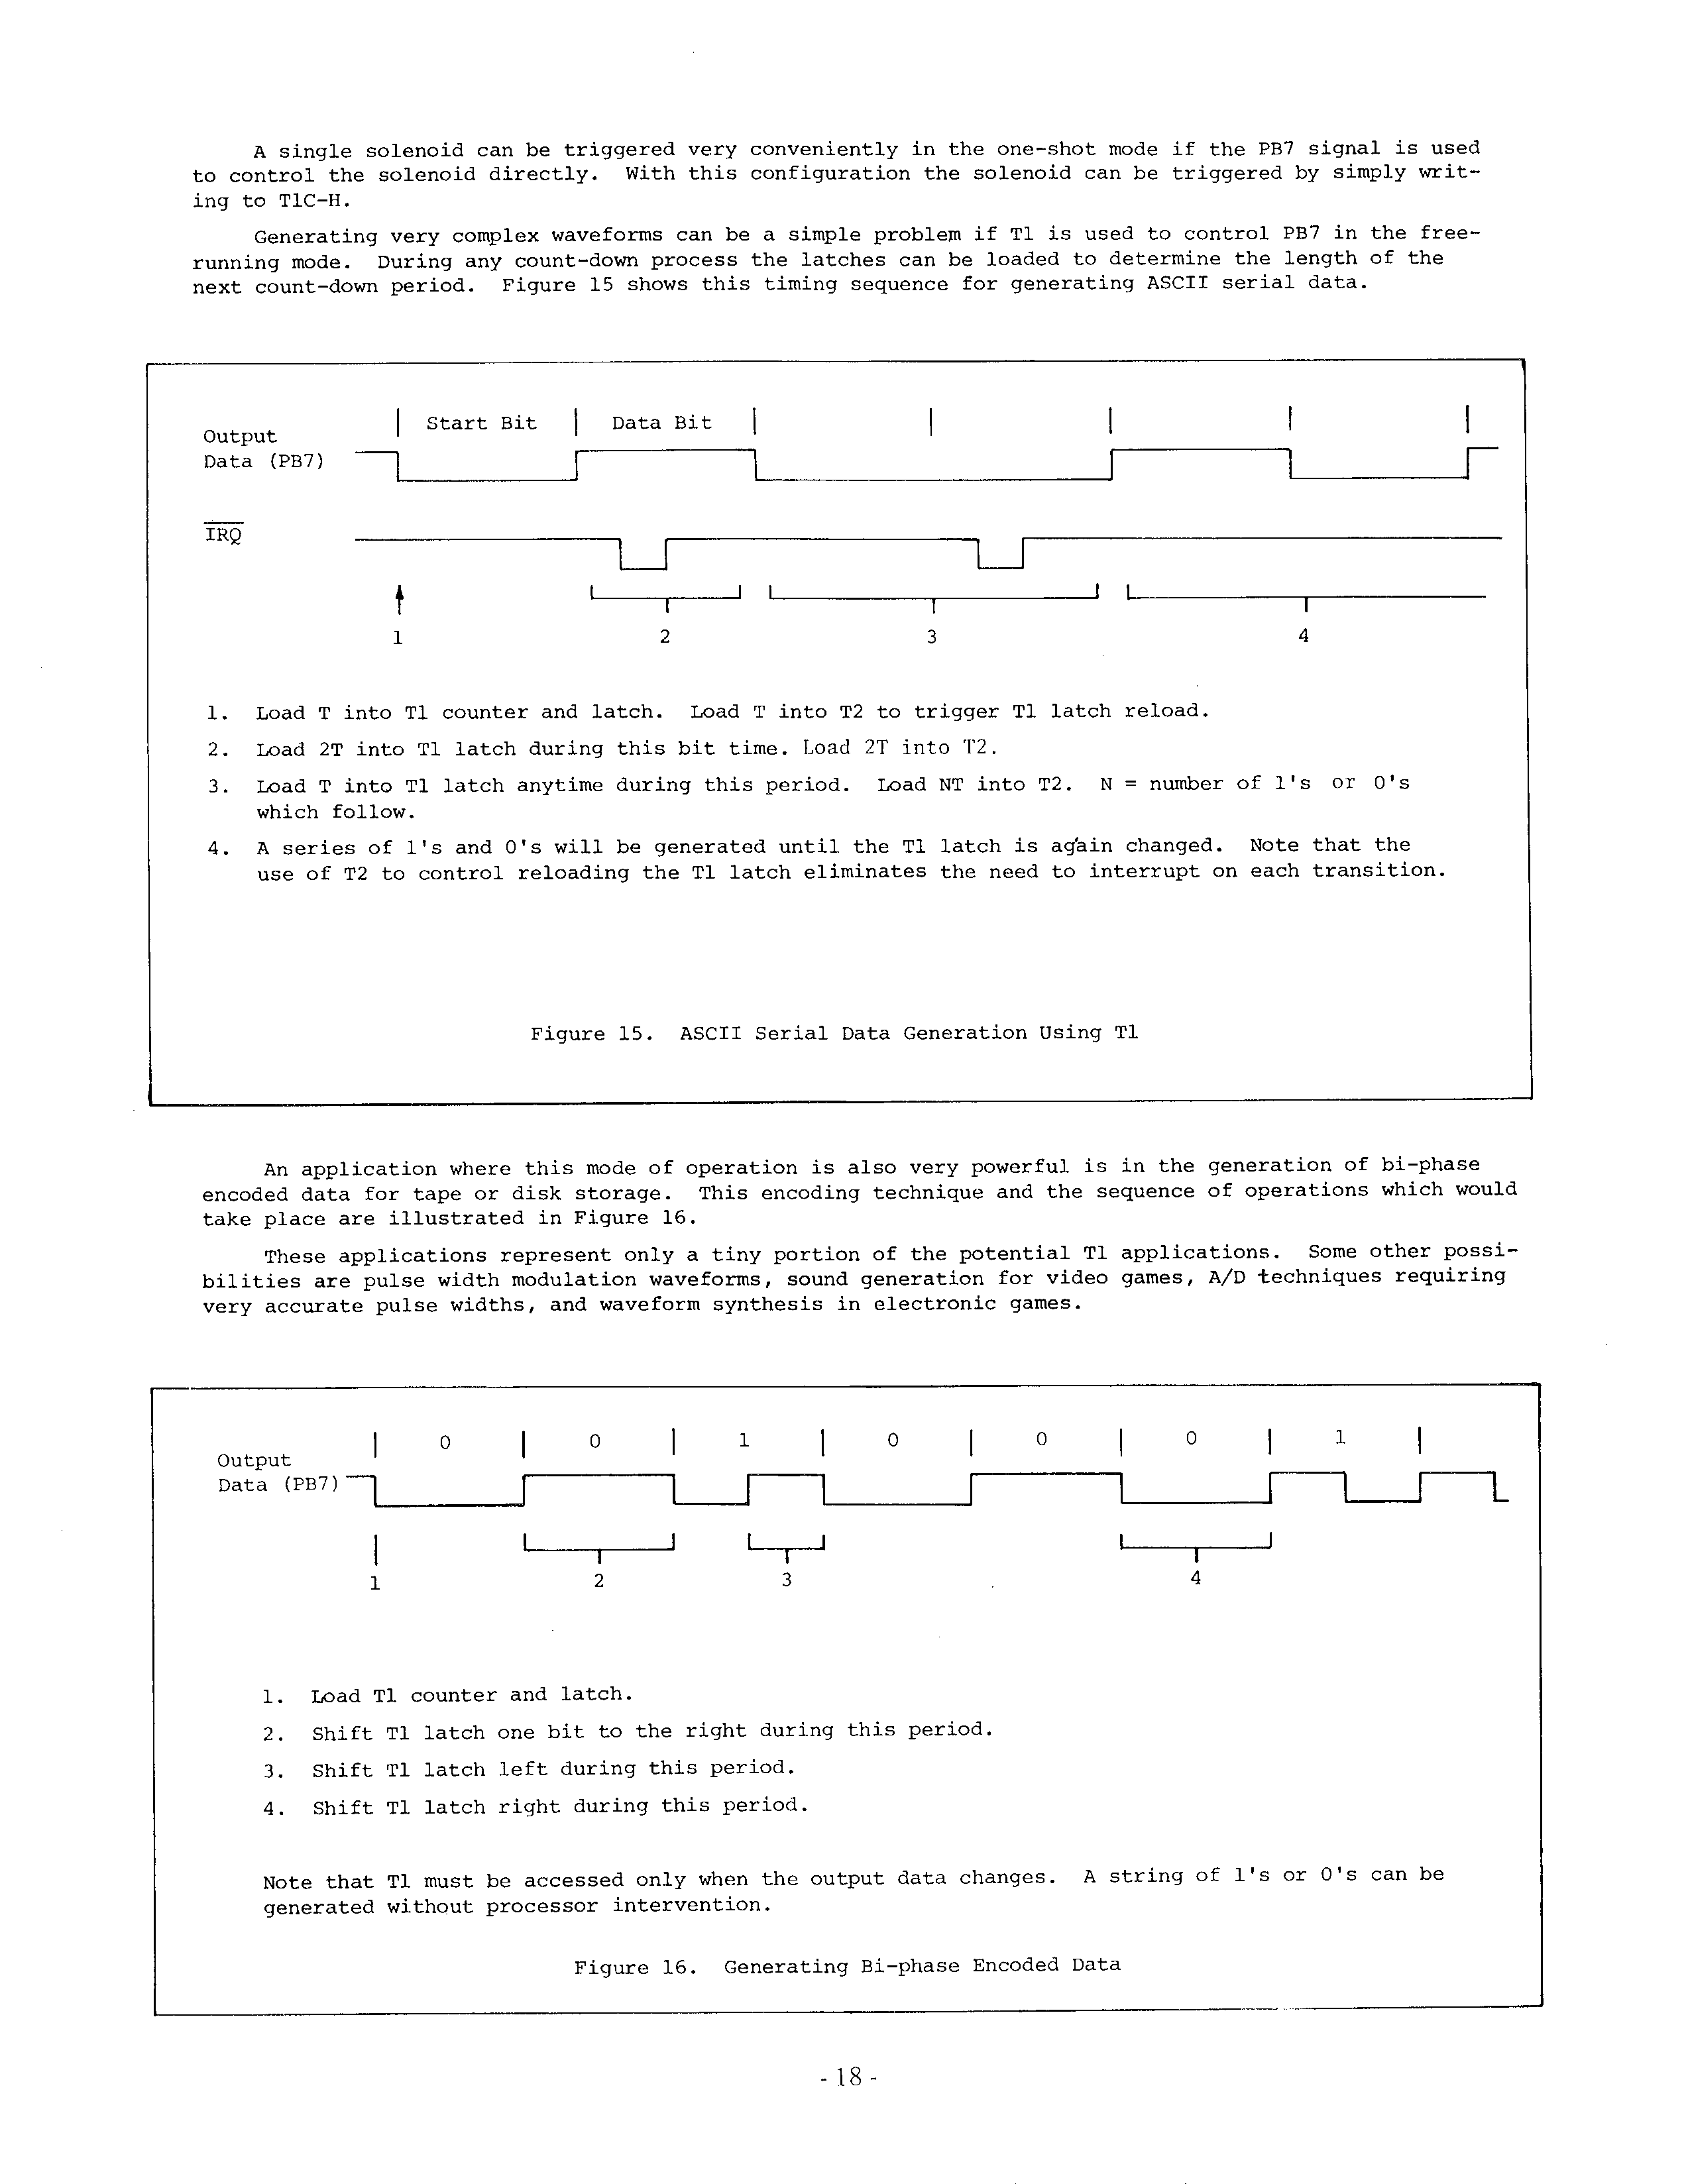 A single solenoid can be triggered very conveniently in the one-shot mode if the PB7 signal is used
to control the solenoid directly. With this configuration the solenoid can be triggered by simply writ-
ing to T1C-H.
Generating very complex waveforms can be a simple problem if T1 is used to control PB7 in the free-
running mode. During any count-down process the latches can be loaded to determine the length of the
next count-down period. Figure 15 shows this timing sequence for generating ASCII serial data.
Start Bit Data Bit
Output
Data (PB7)
IRQ
1 2 3 4
1. Load T into T1 counter and latch. Load T into T2 to trigger T1 latch reload.
2. Load 2T into T1 latch during this bit time. Load 2T into T2.
3. Load T into T1 latch anytime during this period. Load NT into T2. N = number of 1's or 0's
which follow.
4. A series of 1's and 0's will be generated until the T1 latch is again changed. Note that the
use of T2 to control reloading the T1 latch eliminates the need to interrupt on each transition.
Figure 15. ASCII Serial Data Generation Using T1
An application where this mode of operation is also very powerful is in the generation of bi-phase
encoded data for tape or disk storage. This encoding technique and the sequence of operations which would
take place are illustrated in Figure 16.
These applications represent only a tiny portion of the potential T1 applications. Some other possi-
bilities are pulse width modulation waveforms, sound generation for video games, A/D techniques requiring
very accurate pulse widths, and waveform synthesis in electronic games.
0 0 1 0 0 0 1
Output
Data (PB7)
1 2 3 4
1. Load T1 counter and latch.
2. Shift T1 latch one bit to the right during this period.
3. Shift T1 latch left during this period.
4. Shift T1 latch right during this period.
Note that T1 must be accessed only when the output data changes. A string of 1's or 0's can be
generated without processor intervention.
Figure 16. Generating Bi-phase Encoded Data
- 18 -